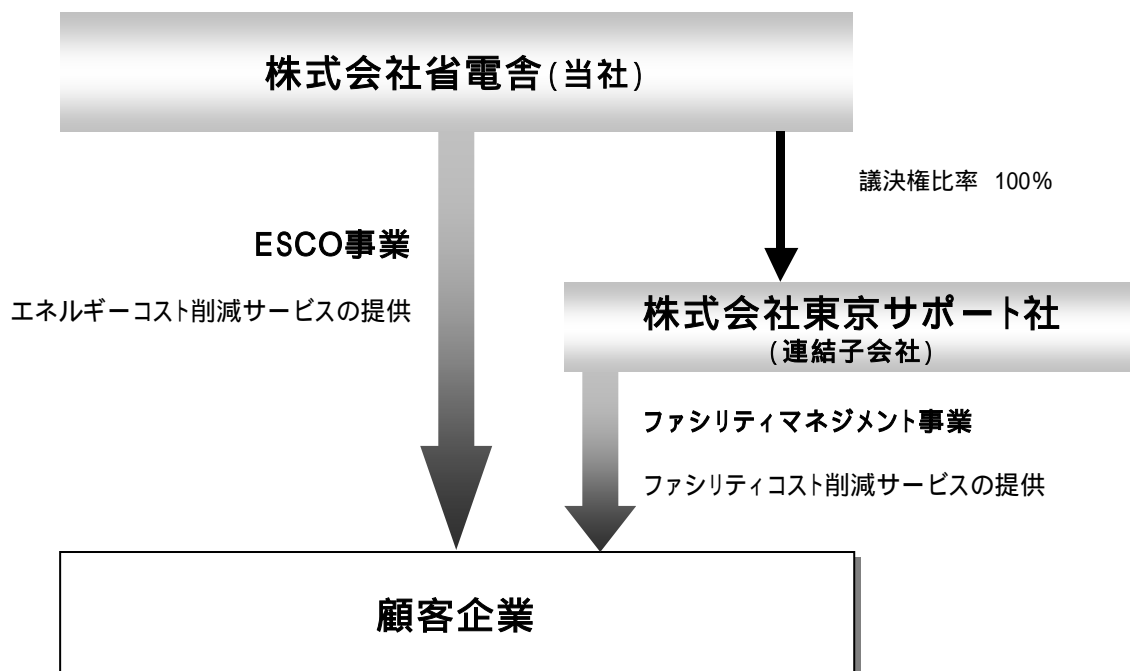 株式会社省電舎(当社)
議決権比率 100%
ESCO事業
エネルギーコスト削減サービスの提供
株式会社東京サポート社
(連結子会社)
ファシリティマネジメント事業
ファシリティコスト削減サービスの提供
顧客企業